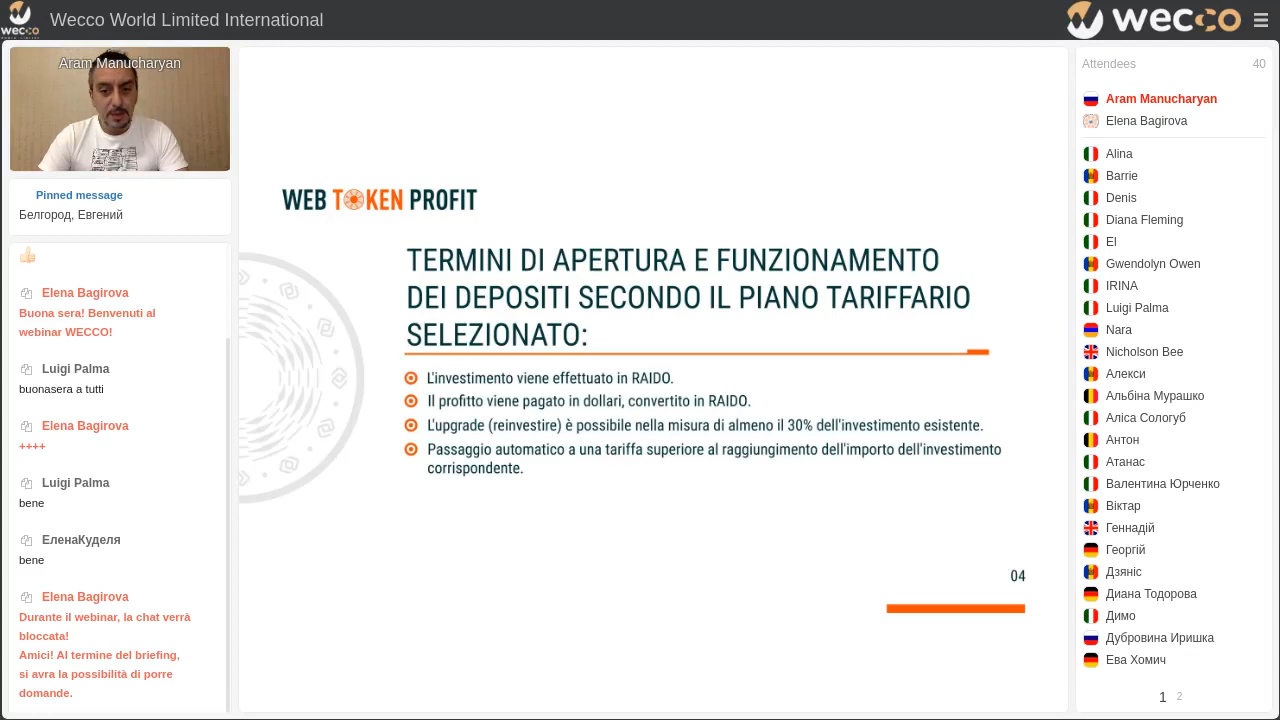 Wecco World Limited International
wecco
wecco
Aram Manucharyan
Pinned message
Белгород, Евгений
Elena Bagirova
Buona sera! Benvenuti al
webinar WECCO!
Luigi Palma
buonasera a tutti
Elena Bagirova
++++
Luigi Palma
bene
ЕленаКуделя
bene
Elena Bagirova
Durante il webinar, la chat verrà
bloccata!
Amici! Al termine del briefing,
si avra la possibilità di porre
domande.
WEB TOKEN PROFIT
TERMINI DI APERTURA E FUNZIONAMENTO
DEI DEPOSITI SECONDO IL PIANO TARIFFARIO
SELEZIONATO:
L'investimento viene effettuato in RAIDO.
Il profitto viene pagato in dollari, convertito in RAIDO.
L'upgrade (reinvestire) è possibile nella misura di almeno il 30% dell'investimento esistente.
Passaggio automatico a una tariffa superiore al raggiungimento dell'importo dell'investimento
corrispondente.
04
Attendees 40
Aram Manucharyan
Elena Bagirova
Alina
Barrie
Denis
Diana Fleming
El
Gwendolyn Owen
IRINA
Luigi Palma
Nara
Nicholson Bee
Алекси
Альбіна Мурашко
Аліса Сологуб
Антон
Атанас
Валентина Юрченко
Віктар
Геннадій
Георгій
Дзяніс
Диана Тодорова
Димо
Дубровина Иришка
Ева Хомич
1 2